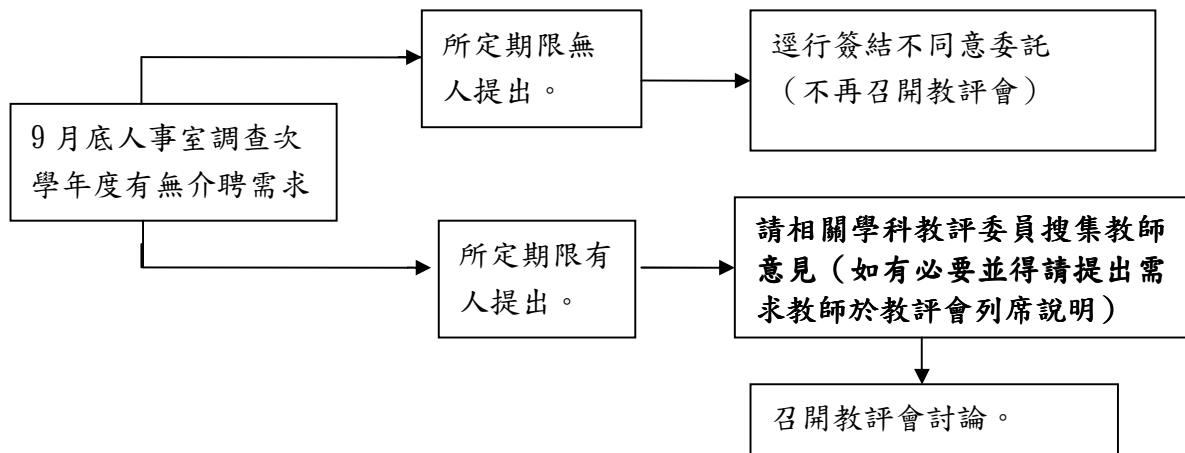 所定期限無
人提出。
逕行簽結不同意委託
（不再召開教評會）
9 月底人事室調查次
學年度有無介聘需求
所定期限有
人提出。
請相關學科教評委員搜集教師
意見（如有必要並得請提出需
求教師於教評會列席說明）
召開教評會討論。